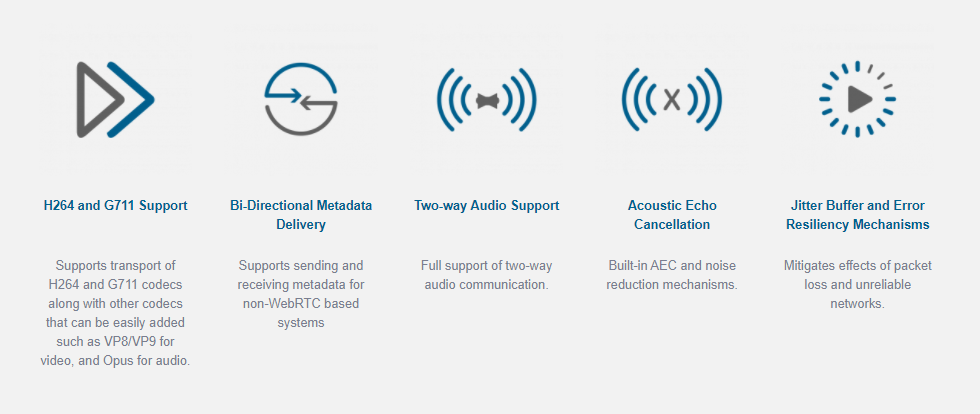 H264 and G711 Support
Supports transport of
H264 and G711 codecs
along with other codecs
that can be easily added
such as VP8/VP9 for
video, and Opus for audio.
Bi-Directional Metadata
Delivery
Supports sending and
receiving metadata for
non-WebRTC based
systems
Two-way Audio Support
Full support of two-way
audio communication.
Acoustic Echo
Cancellation
Built-in AEC and noise
reduction mechanisms.
Jitter Buffer and Error
Resiliency Mechanisms
Mitigates effects of packet
loss and unreliable
networks.